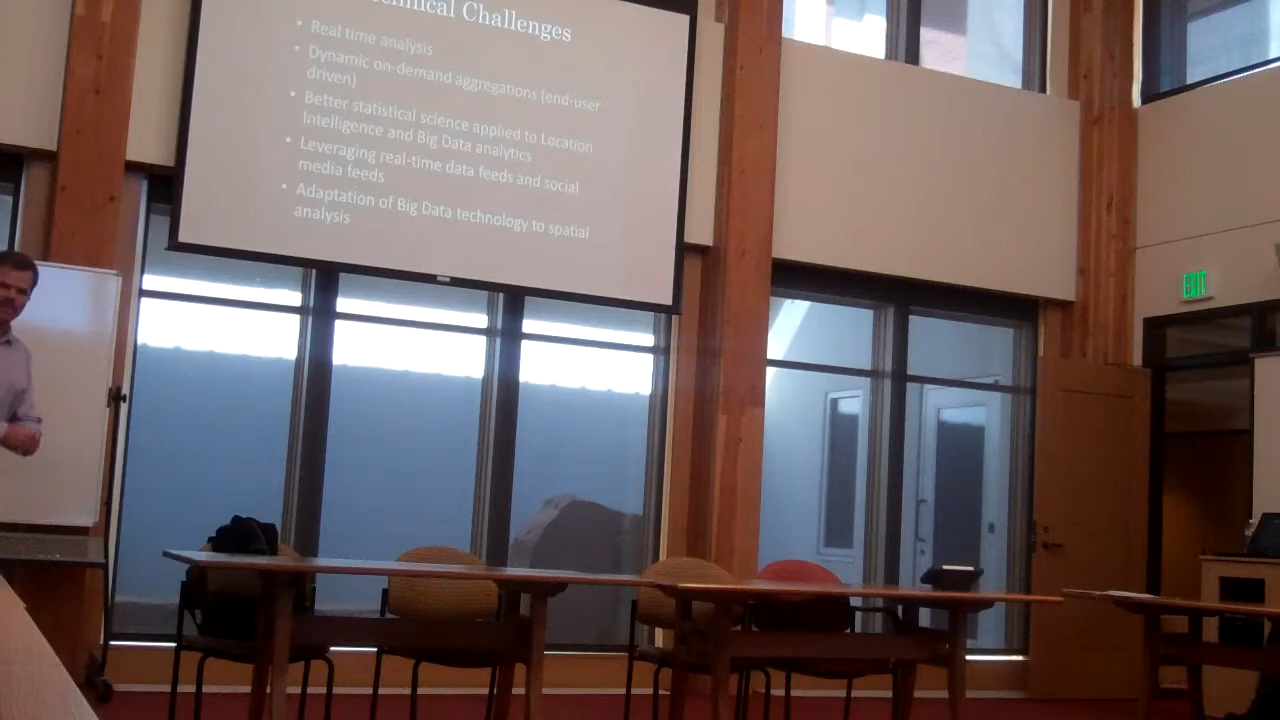 Technical Challenges
• Real time analysis
• Dynamic on-demand aggregations (end-user
driven)
• Better statistical science applied to Location
Intelligence and Big Data analytics
• Leveraging real-time data feeds and social
media feeds
• Adaptation of Big Data technology to spatial
analysis
EXIT